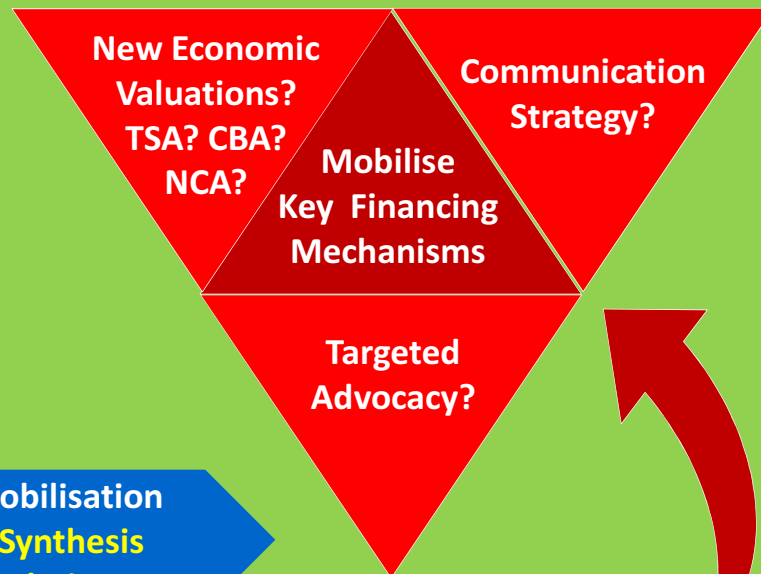 New Economic
Valuations?
TSA? CBA?
NCA?
Communication
Strategy?
Mobilise
Key Financing
Mechanisms
Targeted
Advocacy?
obilisation
Synthesis